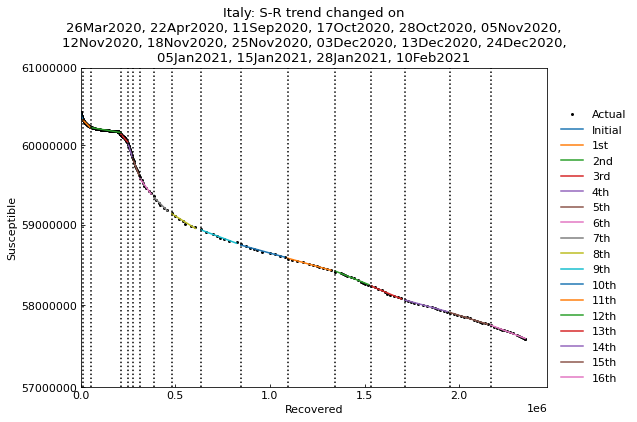 Italy: S-R trend changed on
26Mar2020, 22Apr2020, 11Sep2020, 17Oct2020, 28Oct2020, 05Nov2020,
12Nov2020, 18Nov2020, 25Nov2020, 03Dec2020, 13Dec2020, 24Dec2020,
05Jan2021, 15Jan2021, 28Jan2021, 10Feb2021
61000000
60000000
59000000
58000000
57000000
Susceptible
0.0
0.5
1.0
1.5
2.0
1e6
Recovered
Actual
Initial
1st
2nd
3rd
4th
5th
6th
7th
8th
9th
10th
11th
12th
13th
14th
15th
16th